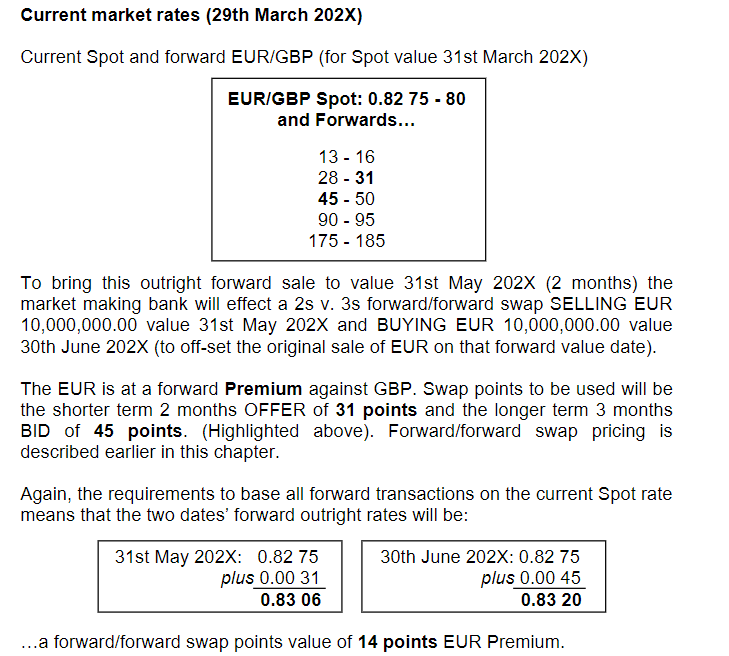 Current market rates (29th March 202X)
Current Spot and forward EUR/GBP (for Spot value 31st March 202X)
EUR/GBP Spot: 0.82 75 - 80
and Forwards...
13 - 16
28 - 31
45 - 50
90 - 95
175 - 185
To bring this outright forward sale to value 31st May 202X (2 months) the
market making bank will effect a 2s v. 3s forward/forward swap SELLING EUR
10,000,000.00 value 31st May 202X and BUYING EUR 10,000,000.00 value
30th June 202X (to off-set the original sale of EUR on that forward value date).
The EUR is at a forward Premium against GBP. Swap points to be used will be
the shorter term 2 months OFFER of 31 points and the longer term 3 months
BID of 45 points. (Highlighted above). Forward/forward swap pricing is
described earlier in this chapter.
Again, the requirements to base all forward transactions on the current Spot rate
means that the two dates' forward outright rates will be:
31st May 202X: 0.82 75
plus 0.00 31
0.83 06
30th June 202X: 0.82 75
plus 0.00 45
0.83 20
...a forward/forward swap points value of 14 points EUR Premium.